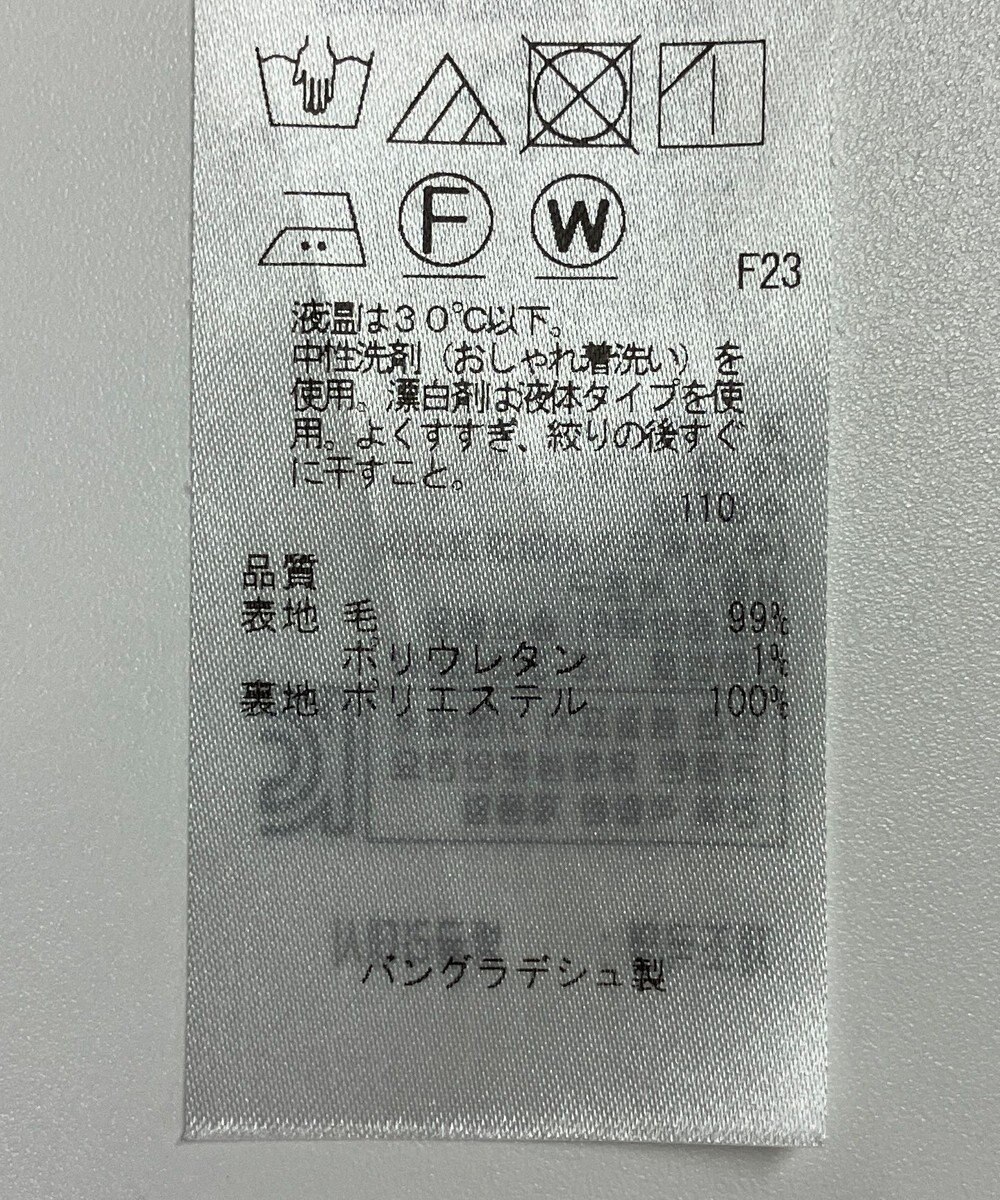 F W
F23
液温は30℃以下。
中性洗剤（おしゃれ着洗い）を
使用。漂白剤は液体タイプを使
用。よくすすぎ、絞りの後すぐ
に干すこと。
110
品質
表地 毛 99%
ポリウレタン 1%
裏地 ポリエステル 100%
バングラデシュ製